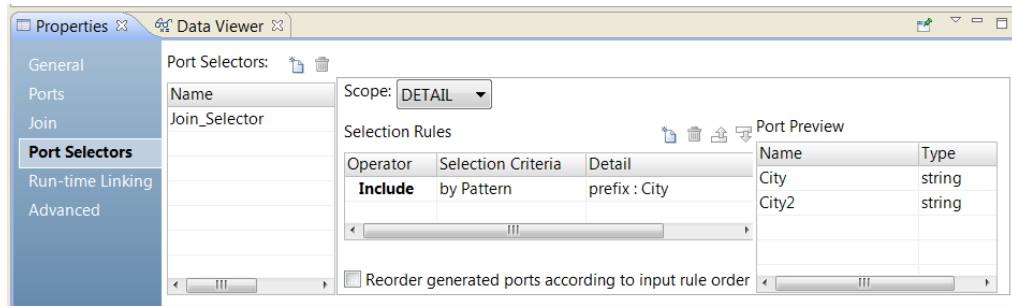 Properties Data Viewer
General
Ports
Join
Port Selectors
Run-time Linking
Advanced
Port Selectors:
Name
Join_Selector
Scope: DETAIL
Selection Rules
Operator Selection Criteria Detail
Include by Pattern prefix : City
Reorder generated ports according to input rule order
Port Preview
Name Type
City string
City2 string